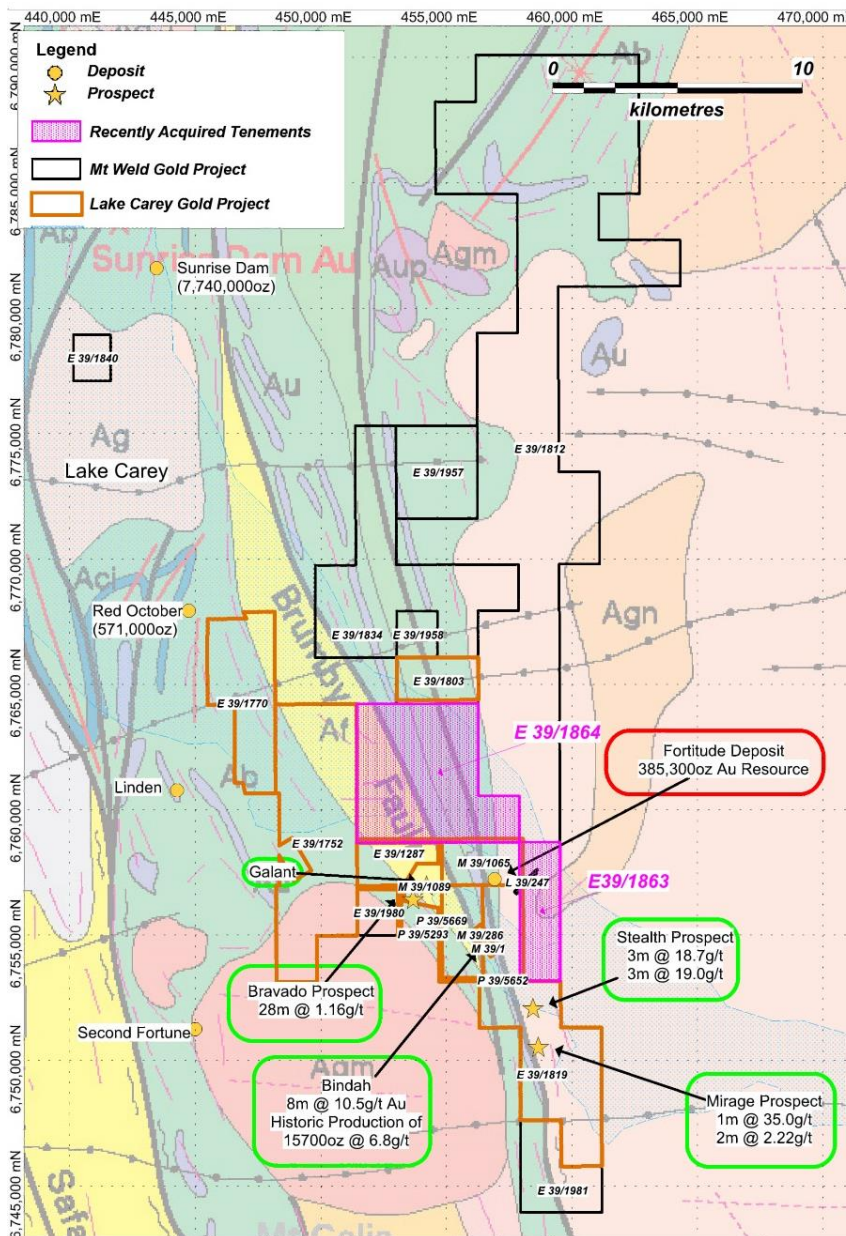 440,000 mE
445,000 mE
450,000 mE
455,000 mE
460,000 mE
465,000 mE
470,000 mE
Legend
Deposit
Prospect
Recently Acquired Tenements
Mt Weld Gold Project
Lake Carey Gold Project
0
10
kilometres
6,790,000 mN
6,785,000 mN
6,780,000 mN
6,775,000 mN
6,770,000 mN
6,765,000 mN
6,760,000 mN
6,755,000 mN
6,750,000 mN
6,745,000 mN
Ab
Ab
Sunrise Dam Au
Sunrise Dam
(7,740,000oz)
Aup
Agm
Au
Au
E 39/1840
Ag
Lake Carey
E 39/1812
E 39/1957
Aci
Red October
(571,000oz)
Brumby
Fault
Agn
E 39/1834
E 39/1958
E 39/1803
E 39/1770
Af
Ab
E 39/1864
Fortitude Deposit
385,300oz Au Resource
Linden
E 39/1752
E 39/1287
M 39/1065
L 39/247
E39/1863
Galant
M 39/1089
E 39/1980
P 39/5669
P 39/5293
M 39/286
M 39/1
P 39/5652
Stealth Prospect
3m @ 18.7g/t
3m @ 19.0g/t
Bravado Prospect
28m @ 1.16g/t
Second Fortune
Agm
Bindah
8m @ 10.5g/t Au
Historic Production of
15700oz @ 6.8g/t
E 39/1819
Mirage Prospect
1m @ 35.0g/t
2m @ 2.22g/t
E 39/1981
Safa